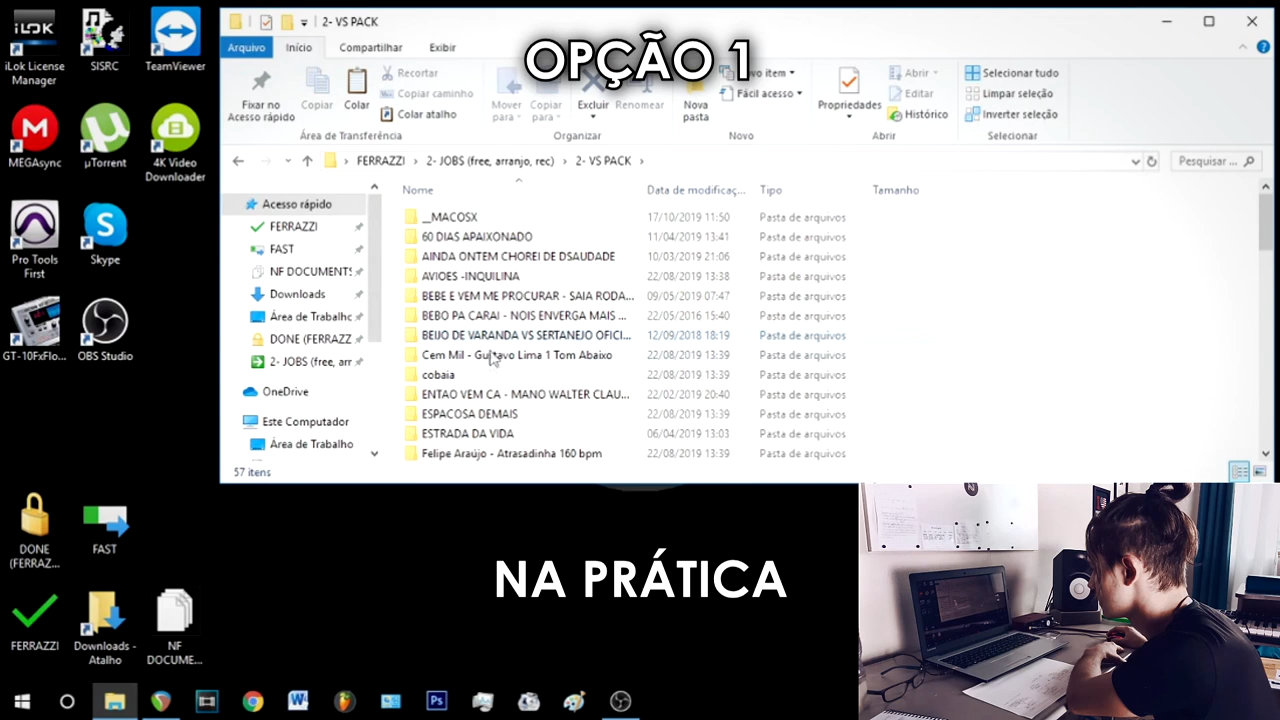 iLok License
Manager
SISRC
TeamViewer
MEGAsync
µTorrent
4K Video
Downloader
Pro Tools
First
Skype
GT-10FxFlo...
OBS Studio
DONE
(FERRAZ...
FAST
FERRAZZI
Downloads -
Atalho
NF
DOCUME...
2- VS PACK
Arquivo
Início
Compartilhar
Exibir
OPÇÃO 1
Fixar no
Acesso rápido
Copiar
Colar
Recortar
Copiar caminho
Colar atalho
Área de Transferência
Mover
para
Copiar
para
Excluir
Renomear
Organizar
Nova
pasta
Fácil acesso
Novo
Propriedades
Abrir
Editar
Histórico
Abrir
Selecionar tudo
Limpar seleção
Inverter seleção
Selecionar
FERRAZZI > 2- JOBS (free, arranjo, rec) > 2- VS PACK >
Pesquisar ...
Acesso rápido
FERRAZZI
FAST
NF DOCUMENTS
Downloads
Área de Trabalho
DONE (FERRAZZ
2- JOBS (free, arr
OneDrive
Este Computador
Área de Trabalho
Nome Data de modificaç... Tipo Tamanho
__MACOSX 17/10/2019 11:50 Pasta de arquivos
60 DIAS APAIXONADO 11/04/2019 13:41 Pasta de arquivos
AINDA ONTEM CHOREI DE DSAUDADE 10/03/2019 21:06 Pasta de arquivos
AVIOES -INQUILINA 22/08/2019 13:38 Pasta de arquivos
BEBE E VEM ME PROCURAR - SAIA RODA... 09/05/2019 07:47 Pasta de arquivos
BEBO PA CARAI - NOIS ENVERGA MAIS ... 22/05/2016 15:40 Pasta de arquivos
BEIJO DE VARANDA VS SERTANEJO OFICI... 12/09/2018 18:19 Pasta de arquivos
Cem Mil - Gustavo Lima 1 Tom Abaixo 22/08/2019 13:39 Pasta de arquivos
cobaia 22/08/2019 13:39 Pasta de arquivos
ENTAO VEM CA - MANO WALTER CLAU... 22/02/2019 20:40 Pasta de arquivos
ESPACOSA DEMAIS 22/08/2019 13:39 Pasta de arquivos
ESTRADA DA VIDA 06/04/2019 13:03 Pasta de arquivos
Felipe Araújo - Atrasadinha 160 bpm 22/08/2019 13:39 Pasta de arquivos
57 itens
NA PRÁTICA